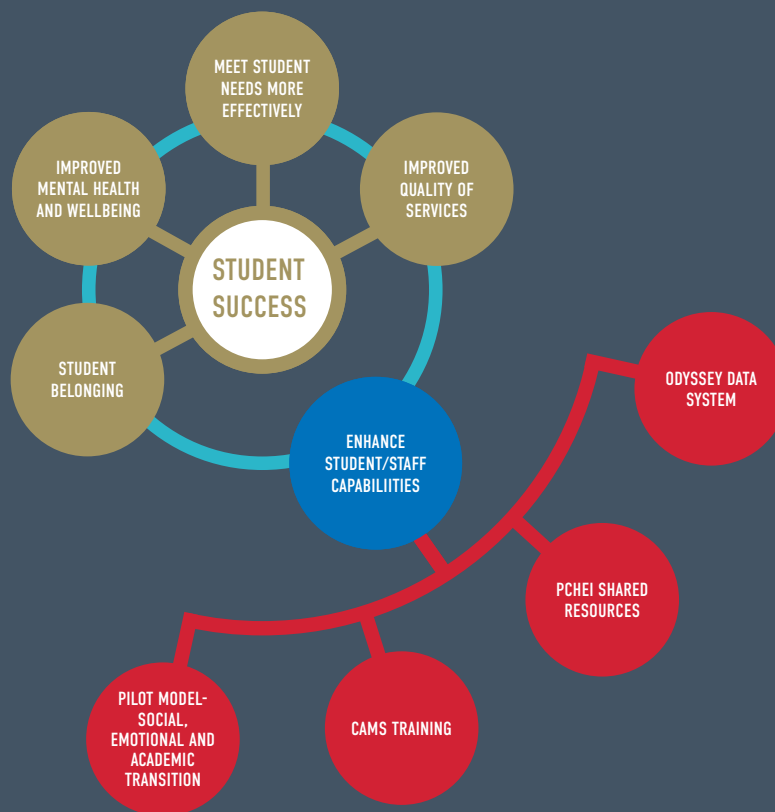 MEET STUDENT
NEEDS MORE
EFFECTIVELY
IMPROVED
MENTAL HEALTH
AND WELLBEING
IMPROVED
QUALITY OF
SERVICES
STUDENT
SUCCESS
STUDENT
BELONGING
ENHANCE
STUDENT/STAFF
CAPABILIITIES
ODYSSEY DATA
SYSTEM
PCHEI SHARED
RESOURCES
CAMS TRAINING
PILOT MODEL-
SOCIAL,
EMOTIONAL AND
ACADEMIC
TRANSITION